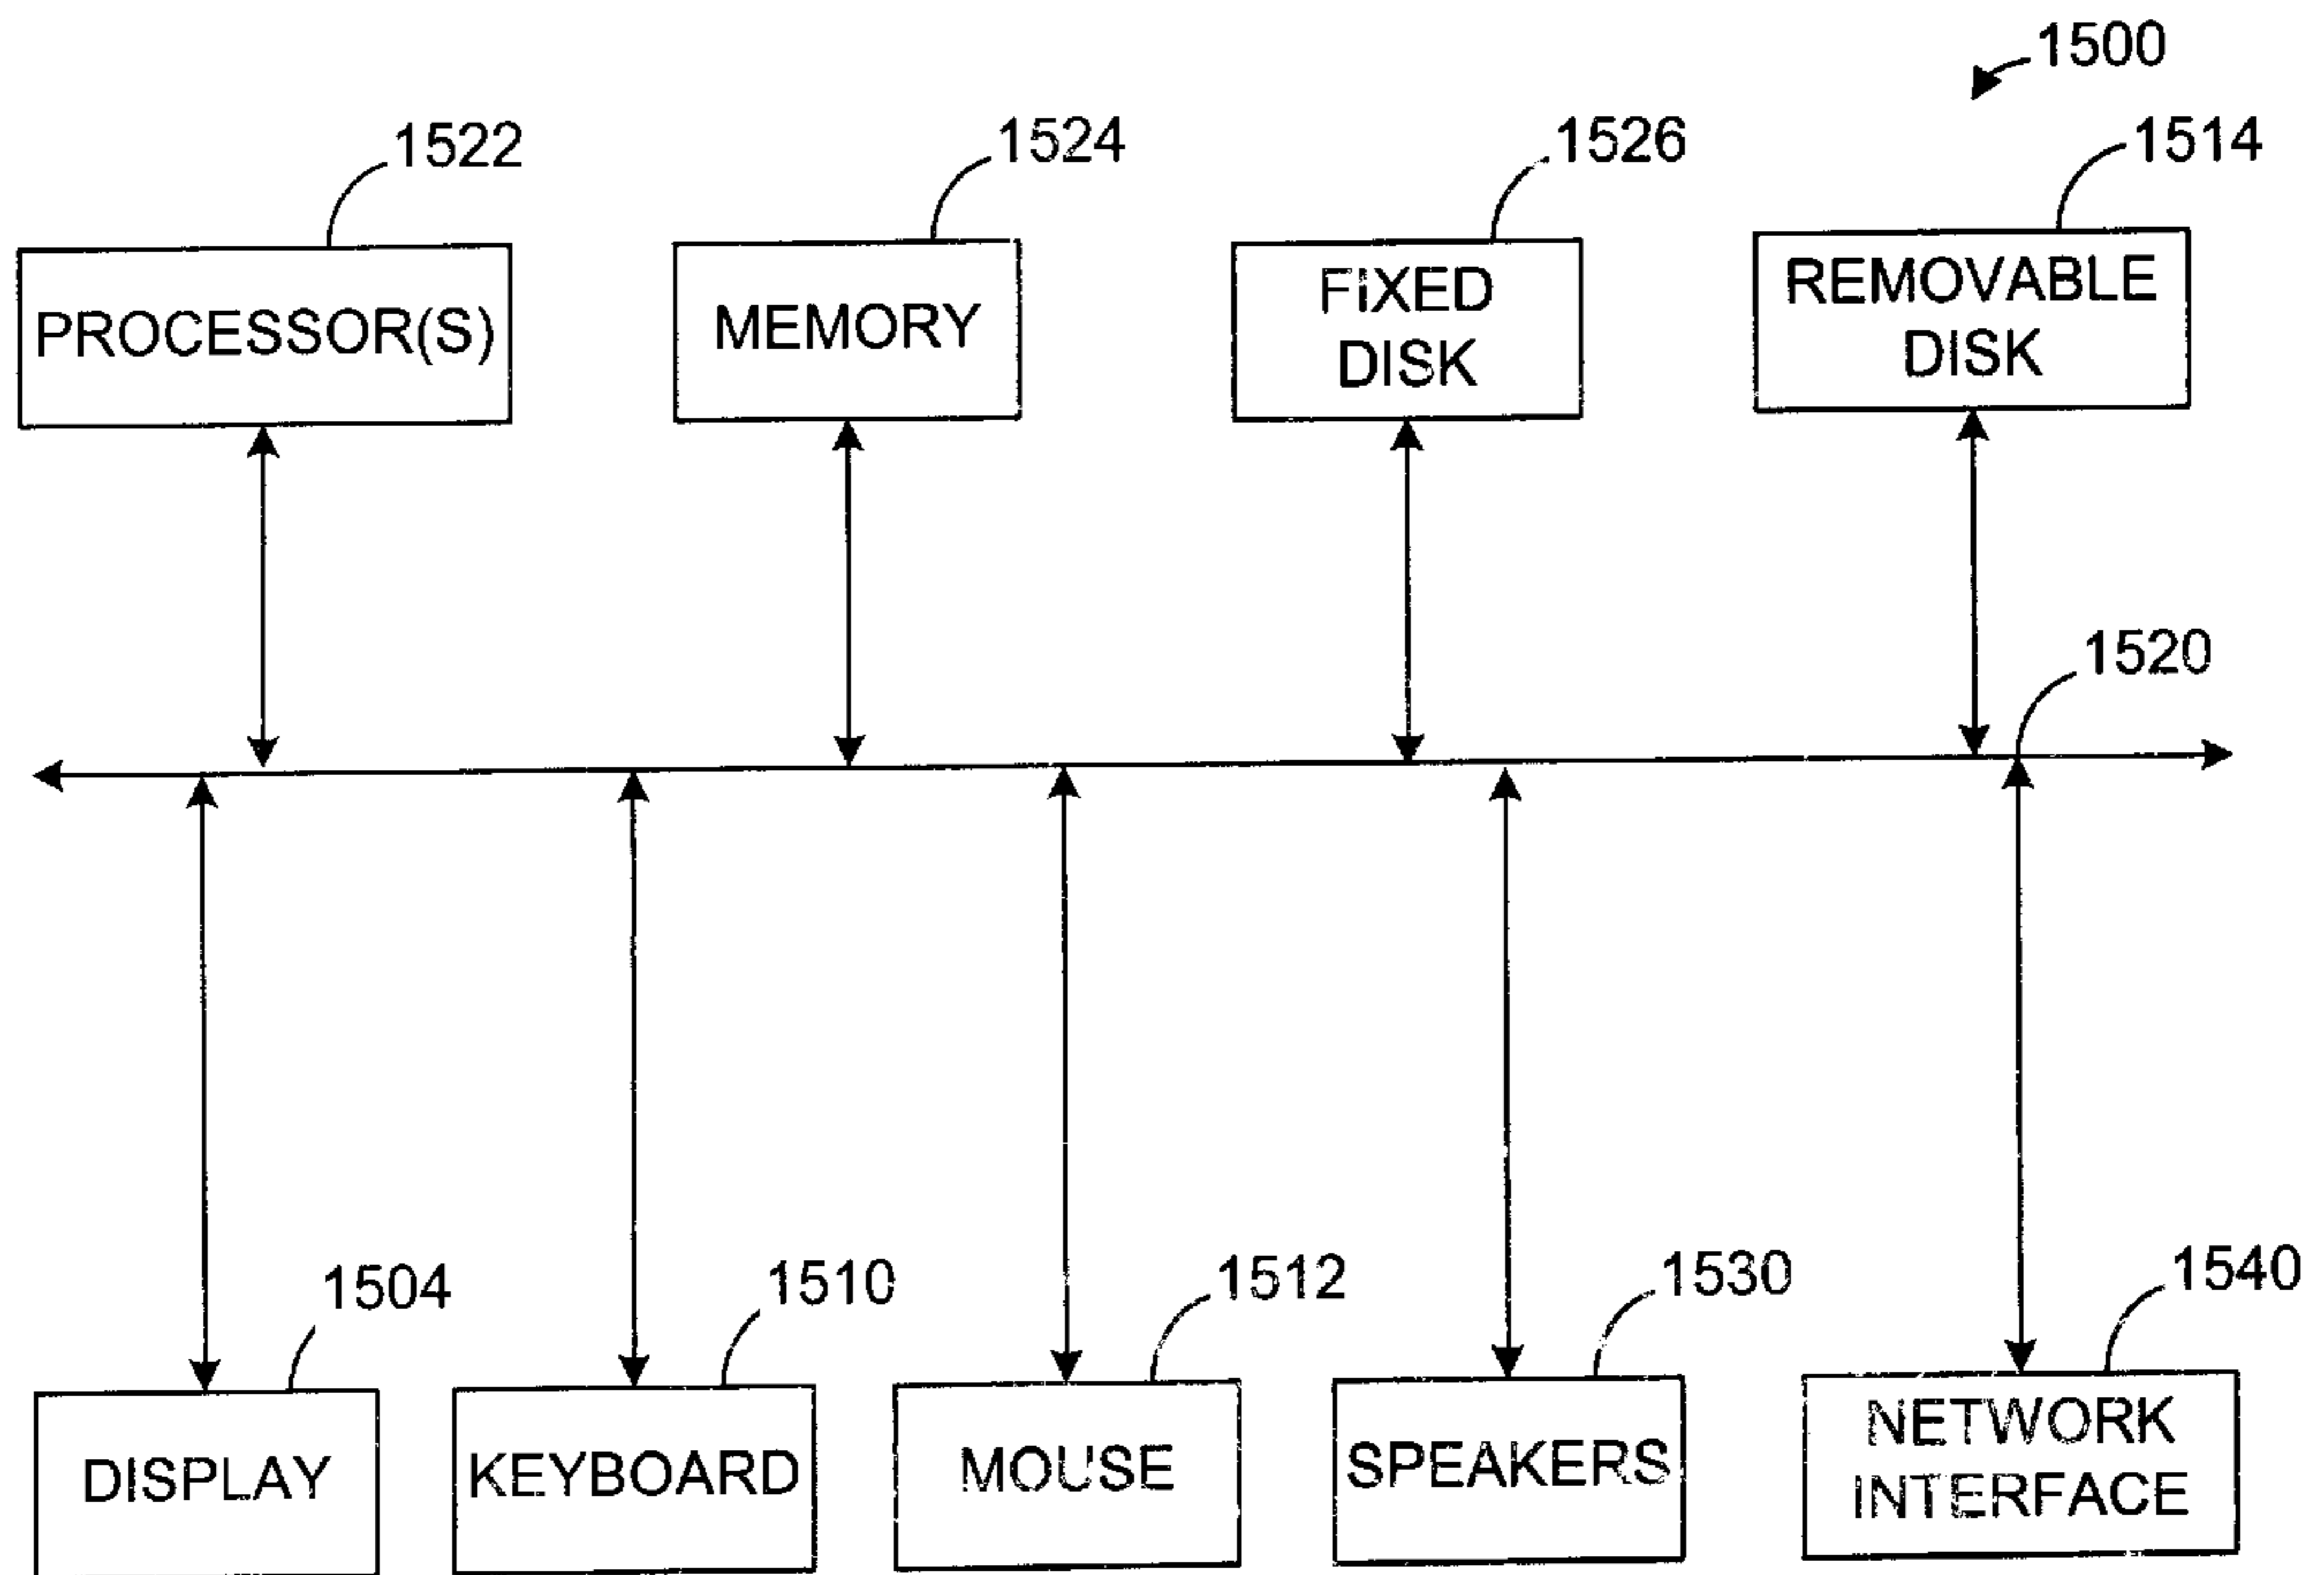 1500
1522
1524
1526
1514
PROCESSOR(S)
MEMORY
FIXED
DISK
REMOVABLE
DISK
1520
1504
1510
1512
1530
1540
DISPLAY
KEYBOARD
MOUSE
SPEAKERS
NETWORK
INTERFACE